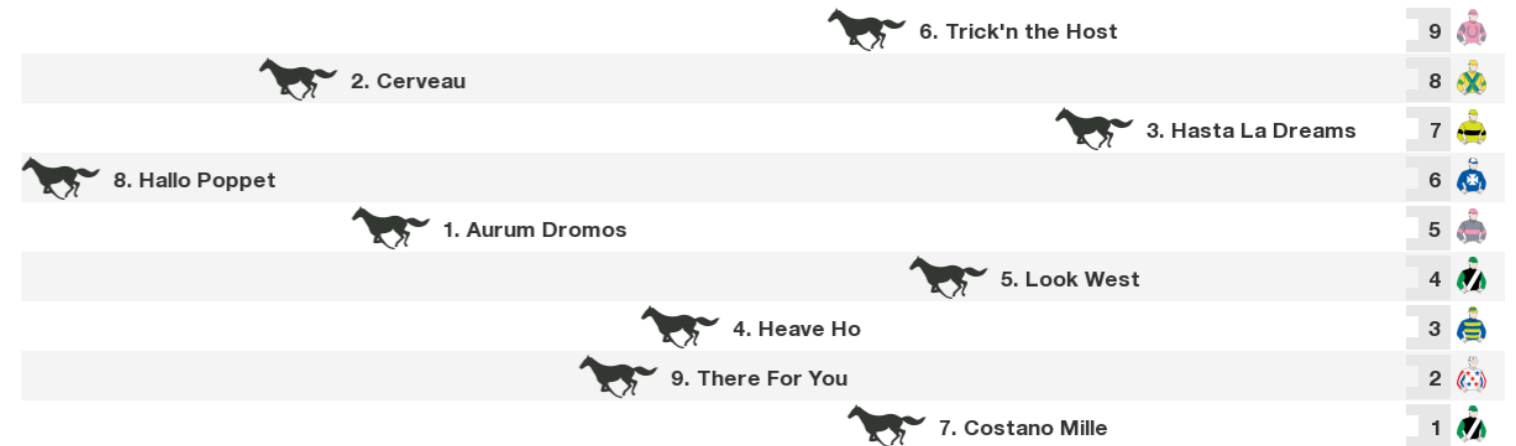 6. Trick'n the Host 9
2. Cerveau 8
3. Hasta La Dreams 7
8. Hallo Poppet 6
1. Aurum Dromos 5
5. Look West 4
4. Heave Ho 3
9. There For You 2
7. Costano Mille 1